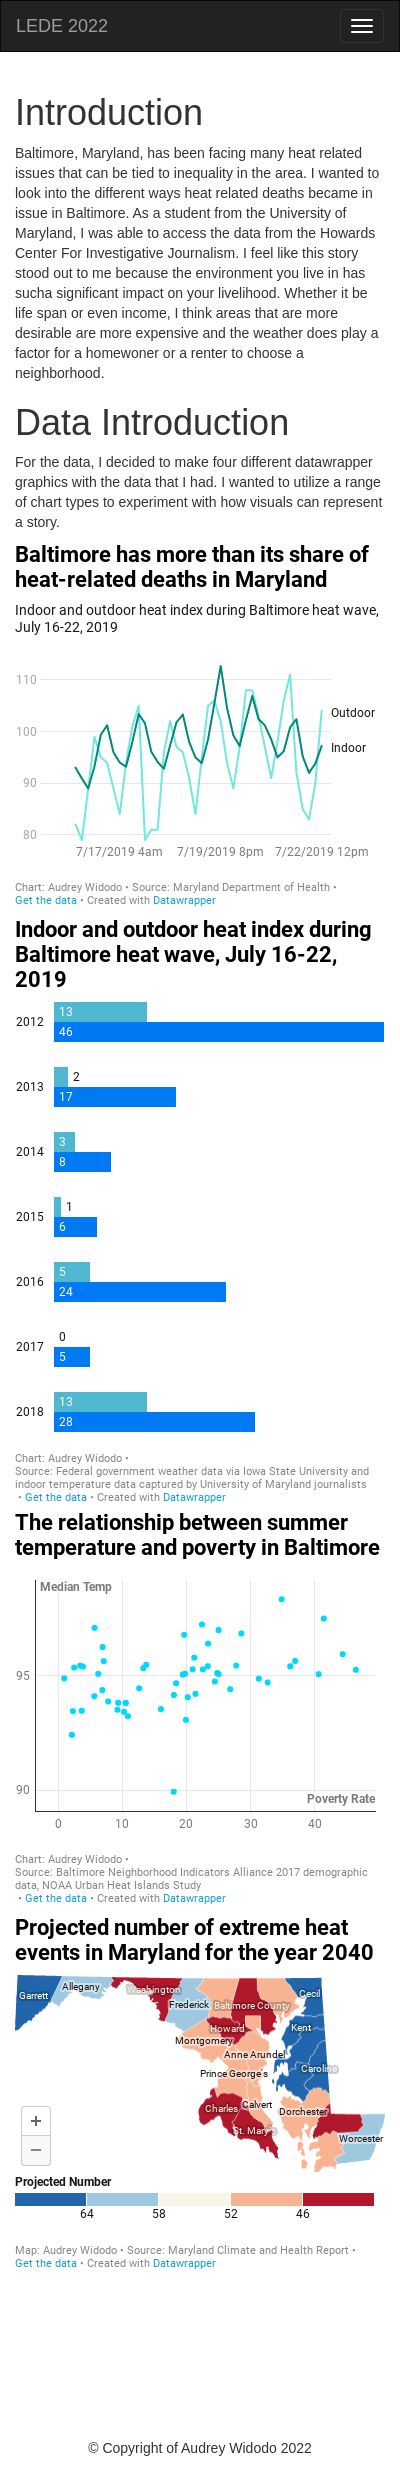 LEDE 2022
Introduction
Baltimore, Maryland, has been facing many heat related
issues that can be tied to inequality in the area. I wanted to
look into the different ways heat related deaths became in
issue in Baltimore. As a student from the University of
Maryland, I was able to access the data from the Howards
Center For Investigative Journalism. I feel like this story
stood out to me because the environment you live in has
sucha significant impact on your livelihood. Whether it be
life span or even income, I think areas that are more
desirable are more expensive and the weather does play a
factor for a homewoner or a renter to choose a
neighborhood.
Data Introduction
For the data, I decided to make four different datawrapper
graphics with the data that I had. I wanted to utilize a range
of chart types to experiment with how visuals can represent
a story.
Baltimore has more than its share of
heat-related deaths in Maryland
Indoor and outdoor heat index during Baltimore heat wave,
July 16-22, 2019
110
Outdoor
100
Indoor
90
80
7/17/2019 4am 7/19/2019 8pm 7/22/2019 12pm
Chart: Audrey Widodo • Source: Maryland Department of Health •
Get the data • Created with Datawrapper
Indoor and outdoor heat index during
Baltimore heat wave, July 16-22,
2019
13
2012
46
2
2013
17
3
2014
8
1
2015
6
5
2016
24
0
2017
5
13
2018
28
Chart: Audrey Widodo •
Source: Federal government weather data via Iowa State University and
indoor temperature data captured by University of Maryland journalists
• Get the data • Created with Datawrapper
The relationship between summer
temperature and poverty in Baltimore
Median Temp
95
90
Poverty Rate
0 10 20 30 40
Chart: Audrey Widodo •
Source: Baltimore Neighborhood Indicators Alliance 2017 demographic
data, NOAA Urban Heat Islands Study
• Get the data • Created with Datawrapper
Projected number of extreme heat
events in Maryland for the year 2040
Allegany
Washington
Garrett
Cecil
Frederick
Baltimore County
Howard
Kent
Montgomery
Anne Arundel
Caroline
Prince George's
Calvert
Charles
Dorchester
St. Mary's
Worcester
+
−
Projected Number
64 58 52 46
Map: Audrey Widodo • Source: Maryland Climate and Health Report •
Get the data • Created with Datawrapper
© Copyright of Audrey Widodo 2022